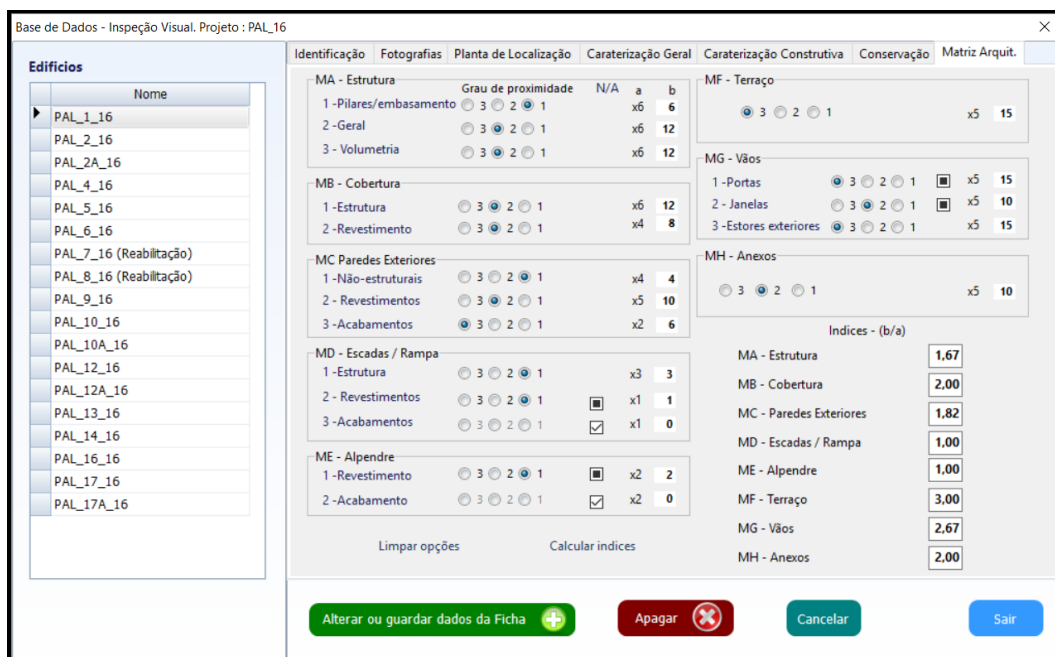 Base de Dados - Inspeção Visual. Projeto : PAL_16
Edificios
Nome
PAL_1_16
PAL_2_16
PAL_2A_16
PAL_4_16
PAL_5_16
PAL_6_16
PAL_7_16 (Reabilitação)
PAL_8_16 (Reabilitação)
PAL_9_16
PAL_10_16
PAL_10A_16
PAL_12_16
PAL_12A_16
PAL_13_16
PAL_14_16
PAL_16_16
PAL_17_16
PAL_17A_16
Identificação Fotografias Planta de Localização Caraterização Geral Caraterização Construtiva Conservação Matriz Arquit.
MA - Estrutura
Grau de proximidade N/A a b
1 -Pilares/embasamento 3 2 1 x6 6
2 -Geral 3 2 1 x6 12
3 - Volumetria 3 2 1 x6 12
MB - Cobertura
1 -Estrutura 3 2 1 x6 12
2 -Revestimento 3 2 1 x4 8
MC Paredes Exteriores
1 -Não-estruturais 3 2 1 x4 4
2 - Revestimentos 3 2 1 x5 10
3 -Acabamentos 3 2 1 x2 6
MD - Escadas / Rampa
1 -Estrutura 3 2 1 x3 3
2 - Revestimentos 3 2 1 x1 1
3 -Acabamentos 3 2 1 x1 0
ME - Alpendre
1 -Revestimento 3 2 1 x2 2
2 -Acabamento 3 2 1 x2 0
Limpar opções Calcular indices
MF - Terraço
3 2 1 x5 15
MG - Vãos
1 -Portas 3 2 1 x5 15
2 - Janelas 3 2 1 x5 10
3 -Estores exteriores 3 2 1 x5 15
MH - Anexos
3 2 1 x5 10
Indices - (b/a)
MA - Estrutura 1,67
MB - Cobertura 2,00
MC - Paredes Exteriores 1,82
MD - Escadas / Rampa 1,00
ME - Alpendre 1,00
MF - Terraço 3,00
MG - Vãos 2,67
MH - Anexos 2,00
Alterar ou guardar dados da Ficha Apagar Cancelar Sair